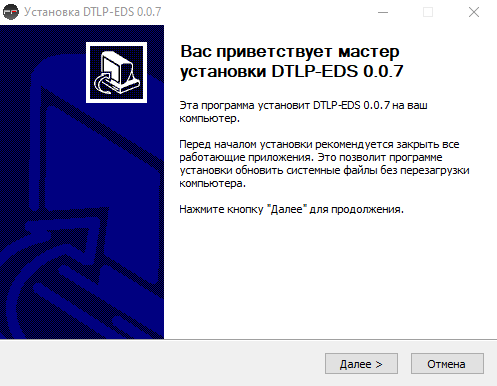 Установка DTLP-EDS 0.0.7
Вас приветствует мастер
установки DTLP-EDS 0.0.7
Эта программа установит DTLP-EDS 0.0.7 на ваш
компьютер.
Перед началом установки рекомендуется закрыть все
работающие приложения. Это позволит программе
установки обновить системные файлы без перезагрузки
компьютера.
Нажмите кнопку "Далее" для продолжения.
Далее >
Отмена